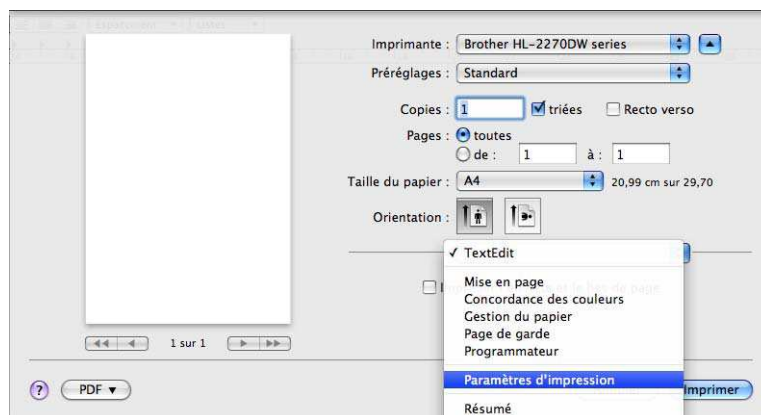 Imprimante : Brother HL-2270DW series
Préréglages : Standard
Copies : 1 triées Recto verso
Pages : toutes
de : 1 à : 1
Taille du papier : A4 20,99 cm sur 29,70
Orientation :
✓ TextEdit
Mise en page
Concordance des couleurs
Gestion du papier
Page de garde
Programmateur
Paramètres d'impression
Résumé
1 sur 1
? PDF ▼
Imprimer